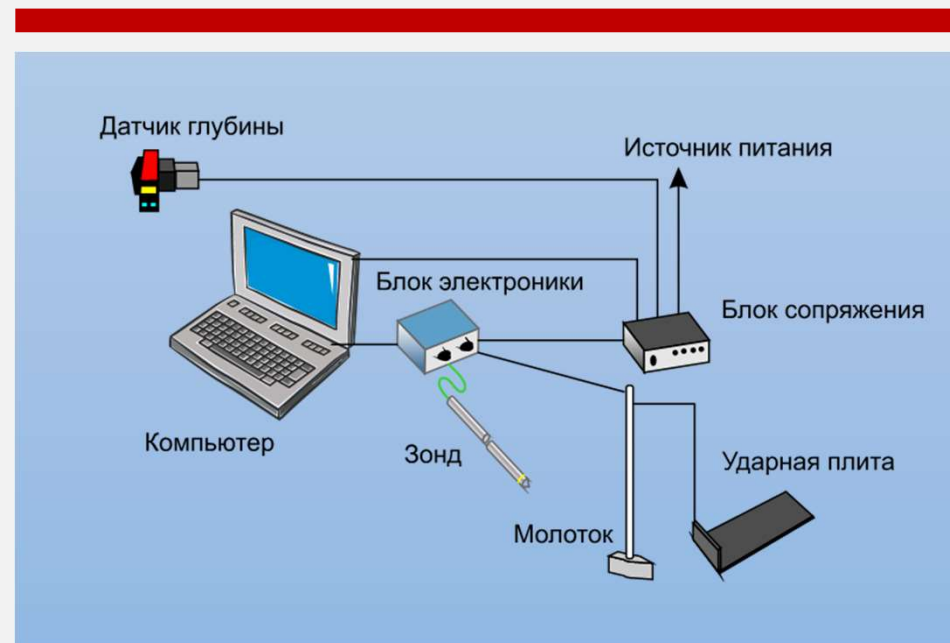 Датчик глубины
Источник питания
Блок электроники
Блок сопряжения
Компьютер
Зонд
Ударная плита
Молоток